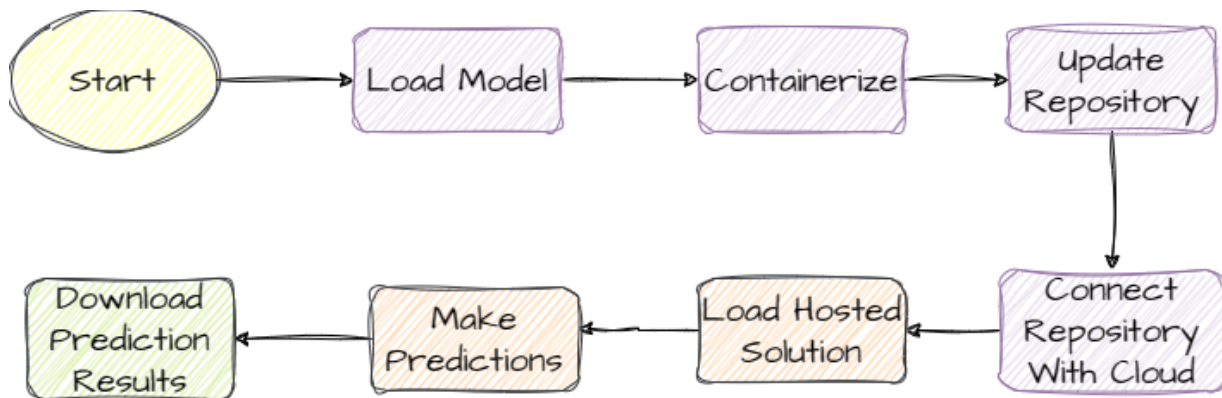 Start
Load Model
Containerize
Update
Repository
Connect
Repository
With Cloud
Load Hosted
Solution
Make
Predictions
Download
Prediction
Results